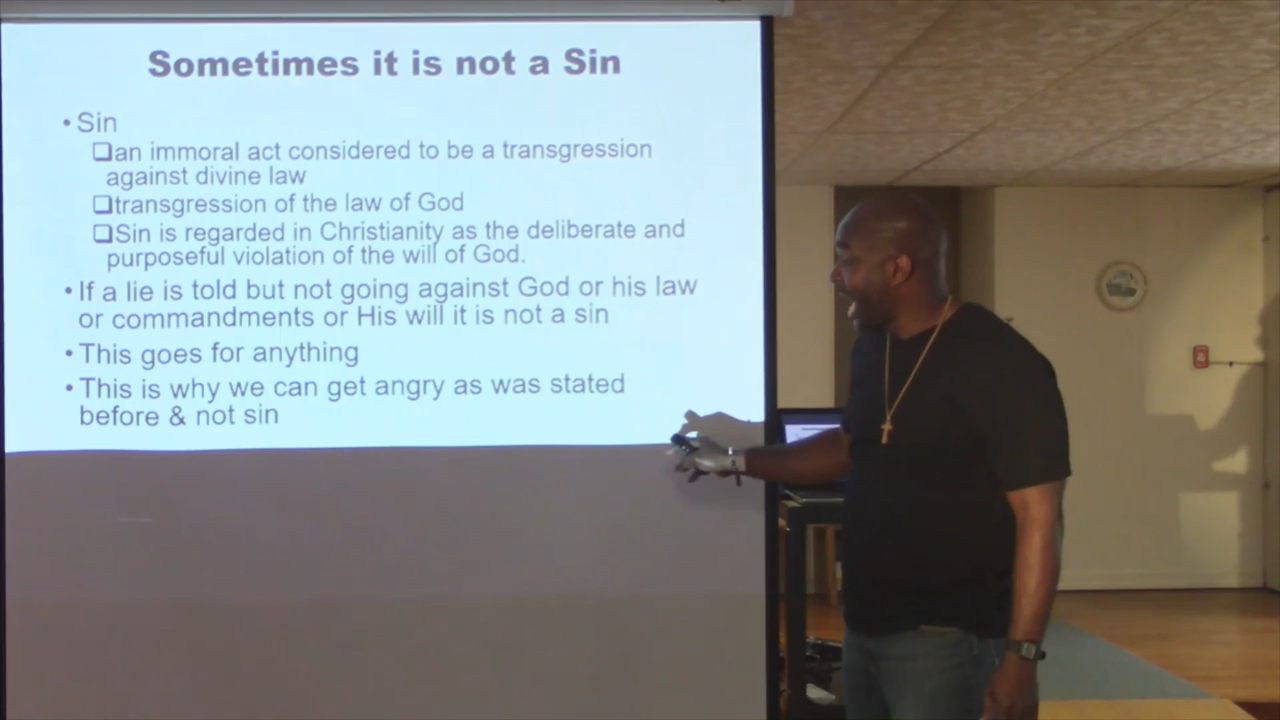 Sometimes it is not a Sin
• Sin
❑an immoral act considered to be a transgression
against divine law
❑transgression of the law of God
❑Sin is regarded in Christianity as the deliberate and
purposeful violation of the will of God.
• If a lie is told but not going against God or his law
or commandments or His will it is not a sin
• This goes for anything
• This is why we can get angry as was stated
before & not sin